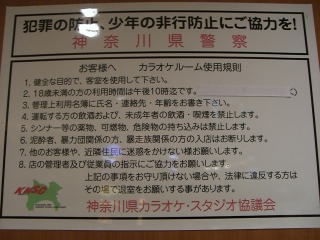 犯罪の防止、少年の非行防止にご協力を!
神奈川県警察
お客様へ カラオケルーム使用規則
1. 健全な目的で、客室を使用して下さい。
2. 18歳未満の方の利用時間は午後10時迄です。
3. 管理上利用名簿に氏名・連絡先・年齢をお書き下さい。
4. 運転する方の飲酒および、未成年者の飲酒・喫煙を禁止します。
5. シンナー等の薬物、可燃物、危険物の持ち込みは禁止します。
6. 泥酔者、暴力団関係の方、暴走族関係の方の入店はお断りします。
7. 他のお客様や、近隣住民に迷惑をかけない様お願いします。
8. 店の管理者及び従業員の指示にご協力をお願いします。
上記の事項をお守り頂けない場合や、法律に違反する方は
その場で退室をお願いする事があります。
神奈川県カラオケ・スタジオ協議会